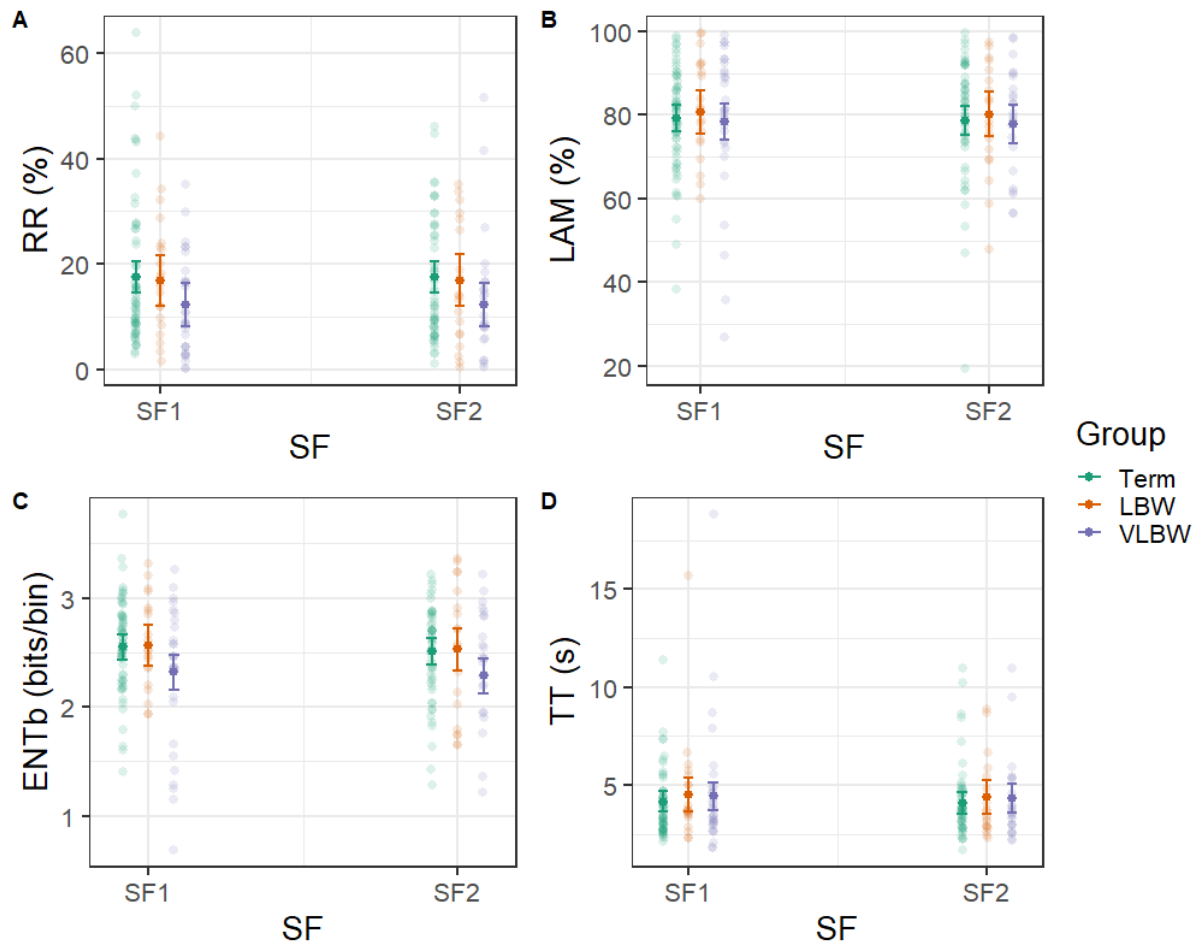 A
RR (%)
60
40
20
0
SF1
SF2
SF
B
LAM (%)
100
80
60
40
20
SF1
SF2
SF
Group
Term
LBW
VLBW
C
ENTb (bits/bin)
3
2
1
SF1
SF2
SF
D
TT (s)
15
10
5
SF1
SF2
SF